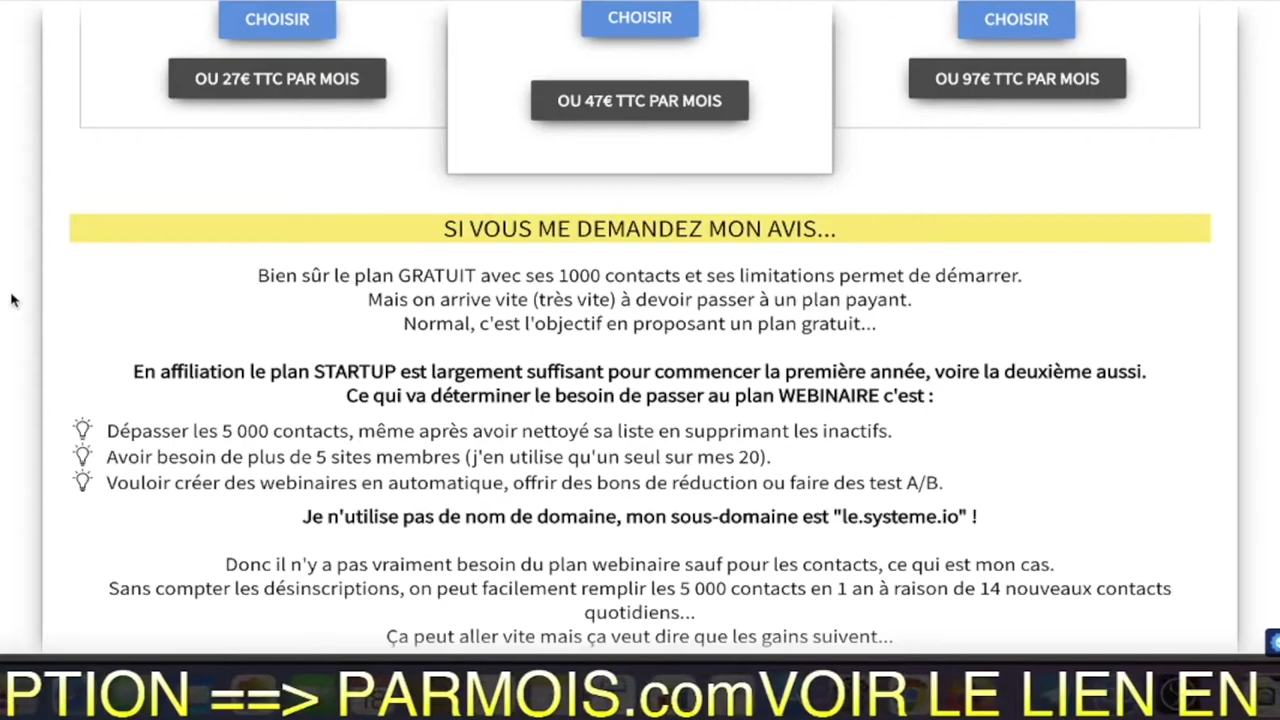 CHOISIR
CHOISIR
CHOISIR
OU 27€ TTC PAR MOIS
OU 47€ TTC PAR MOIS
OU 97€ TTC PAR MOIS
SI VOUS ME DEMANDEZ MON AVIS...
Bien sûr le plan GRATUIT avec ses 1000 contacts et ses limitations permet de démarrer.
Mais on arrive vite (très vite) à devoir passer à un plan payant.
Normal, c'est l'objectif en proposant un plan gratuit...
En affiliation le plan STARTUP est largement suffisant pour commencer la première année, voire la deuxième aussi.
Ce qui va déterminer le besoin de passer au plan WEBINAIRE c'est :
Dépasser les 5 000 contacts, même après avoir nettoyé sa liste en supprimant les inactifs.
Avoir besoin de plus de 5 sites membres (j'en utilise qu'un seul sur mes 20).
Vouloir créer des webinaires en automatique, offrir des bons de réduction ou faire des test A/B.
Je n'utilise pas de nom de domaine, mon sous-domaine est "le.systeme.io" !
Donc il n'y a pas vraiment besoin du plan webinaire sauf pour les contacts, ce qui est mon cas.
Sans compter les désinscriptions, on peut facilement remplir les 5 000 contacts en 1 an à raison de 14 nouveaux contacts
quotidiens...
Ça peut aller vite mais ça veut dire que les gains suivent...
PTION ==> PARMOIS.comVOIR LE LIEN EN